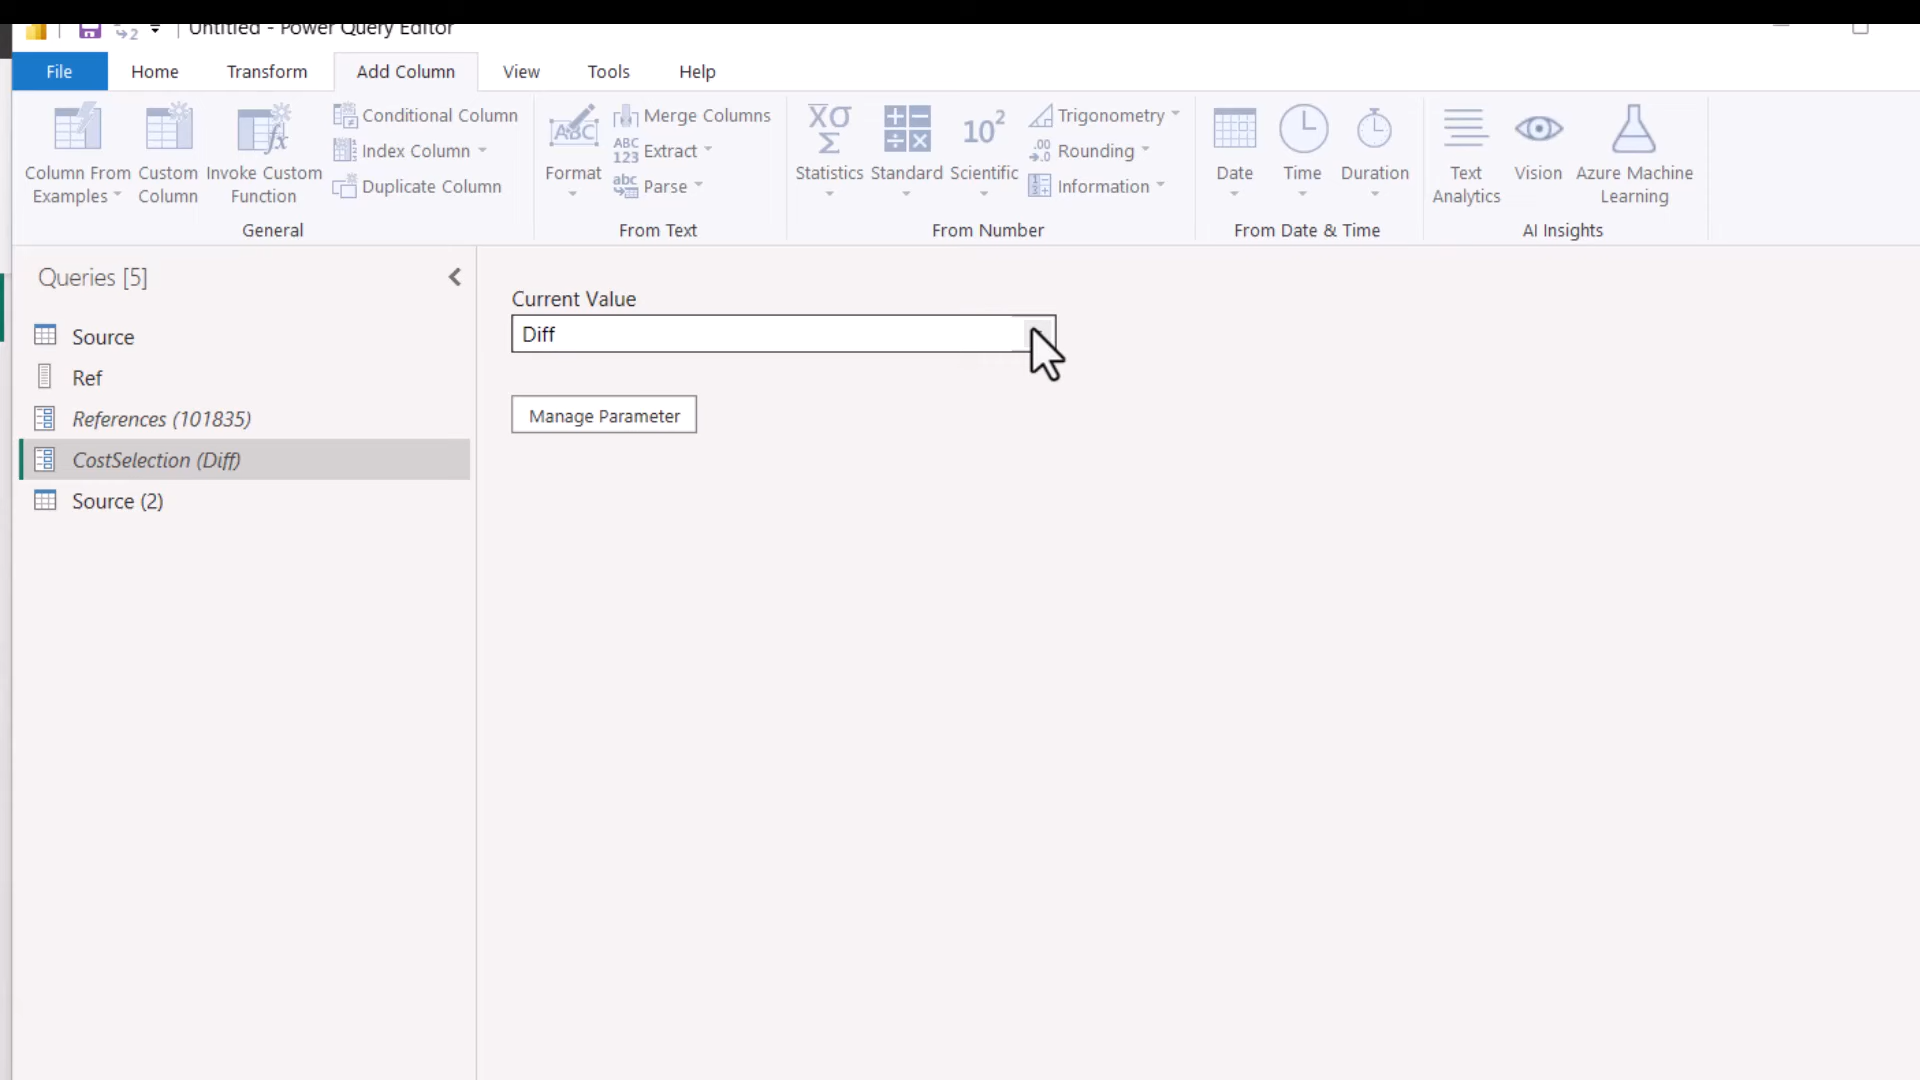 Untitled - Power Query Editor
File Home Transform Add Column View Tools Help
Column From Examples
Custom Column
Invoke Custom Function
Conditional Column
Index Column
Duplicate Column
General
Format
Merge Columns
Extract
Parse
From Text
Statistics
Standard
Scientific
Trigonometry
Rounding
Information
From Number
Date
Time
Duration
From Date & Time
Text Analytics
Vision
Azure Machine Learning
AI Insights
Queries [5]
Source
Ref
References (101835)
CostSelection (Diff)
Source (2)
Current Value
Diff
Manage Parameter